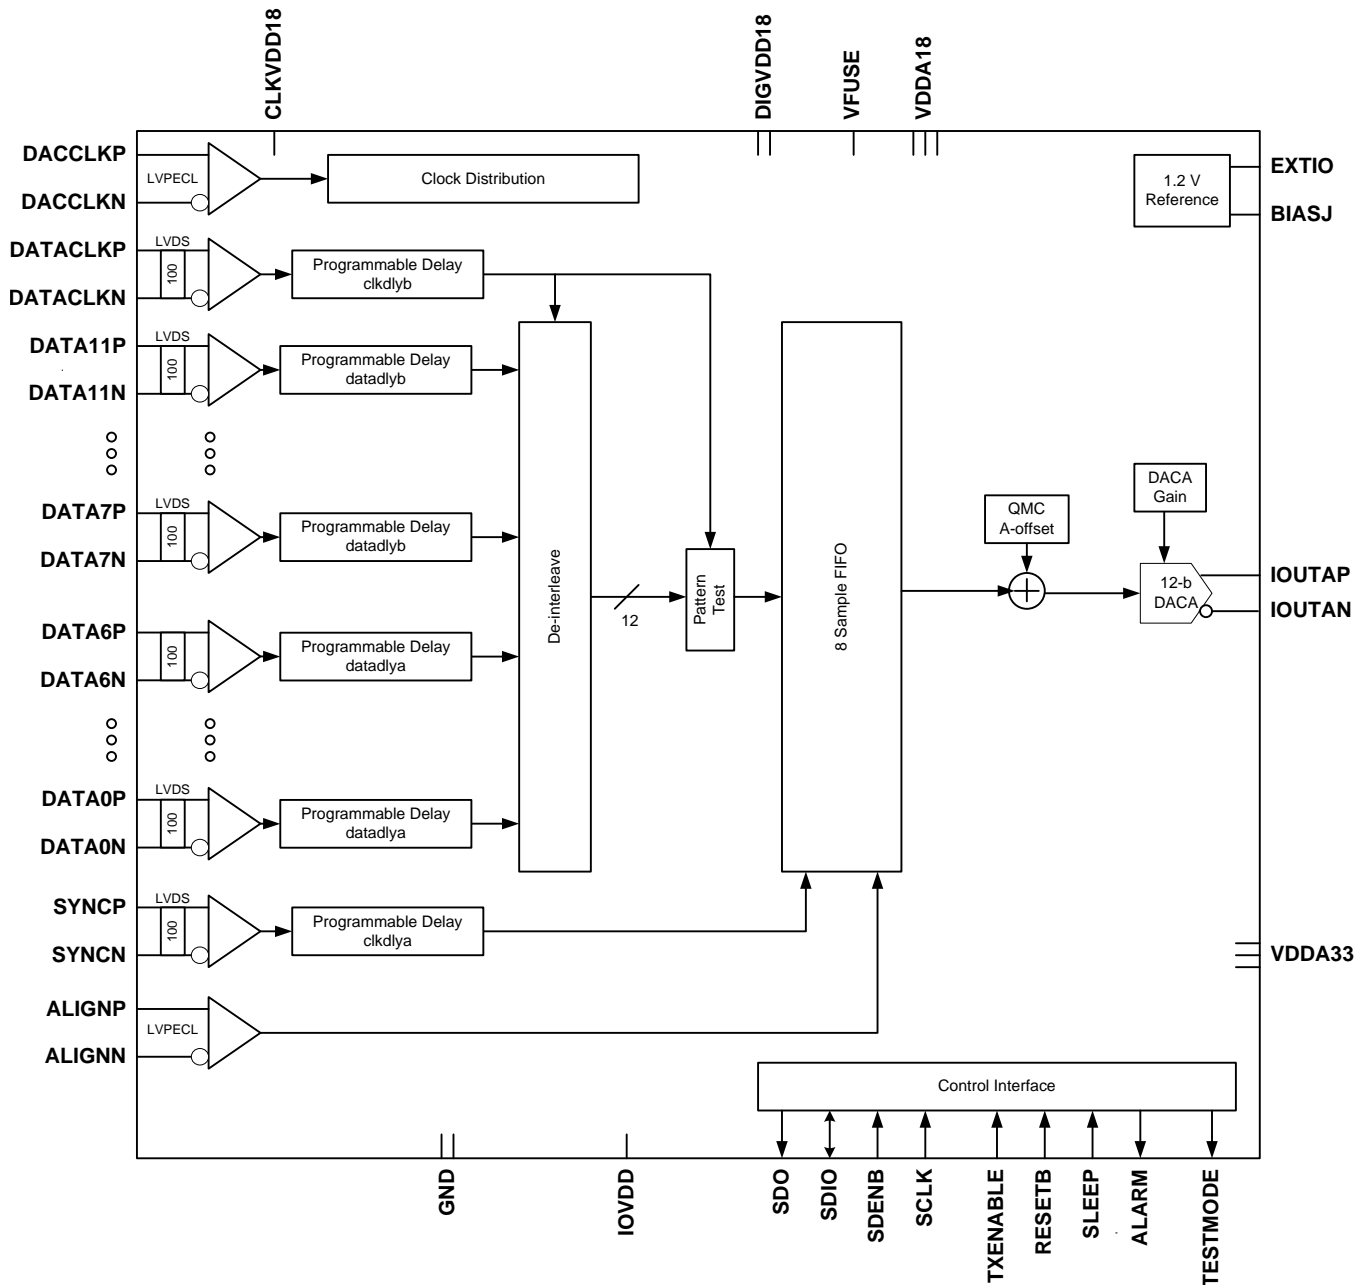 CLKVDD18
DIGVDD18
VFUSE
VDDA18
DACCLKP
LVPECL
DACCLKN
Clock Distribution
1.2 V
Reference
EXTIO
BIASJ
DATACLKP
LVDS
100
DATACLKN
Programmable Delay
clkdlyb
DATA11P
LVDS
100
DATA11N
Programmable Delay
datadlyb
DATA7P
LVDS
100
DATA7N
Programmable Delay
datadlyb
De-interleave
12
Pattern
Test
8 Sample FIFO
QMC
A-offset
DACA
Gain
12-b
DACA
IOUTAP
IOUTAN
DATA6P
100
DATA6N
Programmable Delay
datadlya
DATA0P
LVDS
100
DATA0N
Programmable Delay
datadlya
SYNCP
LVDS
100
SYNCN
Programmable Delay
clkdlya
VDDA33
ALIGNP
LVPECL
ALIGNN
Control Interface
GND
IOVDD
SDO
SDIO
SDENB
SCLK
TXENABLE
RESETB
SLEEP
ALARM
TESTMODE